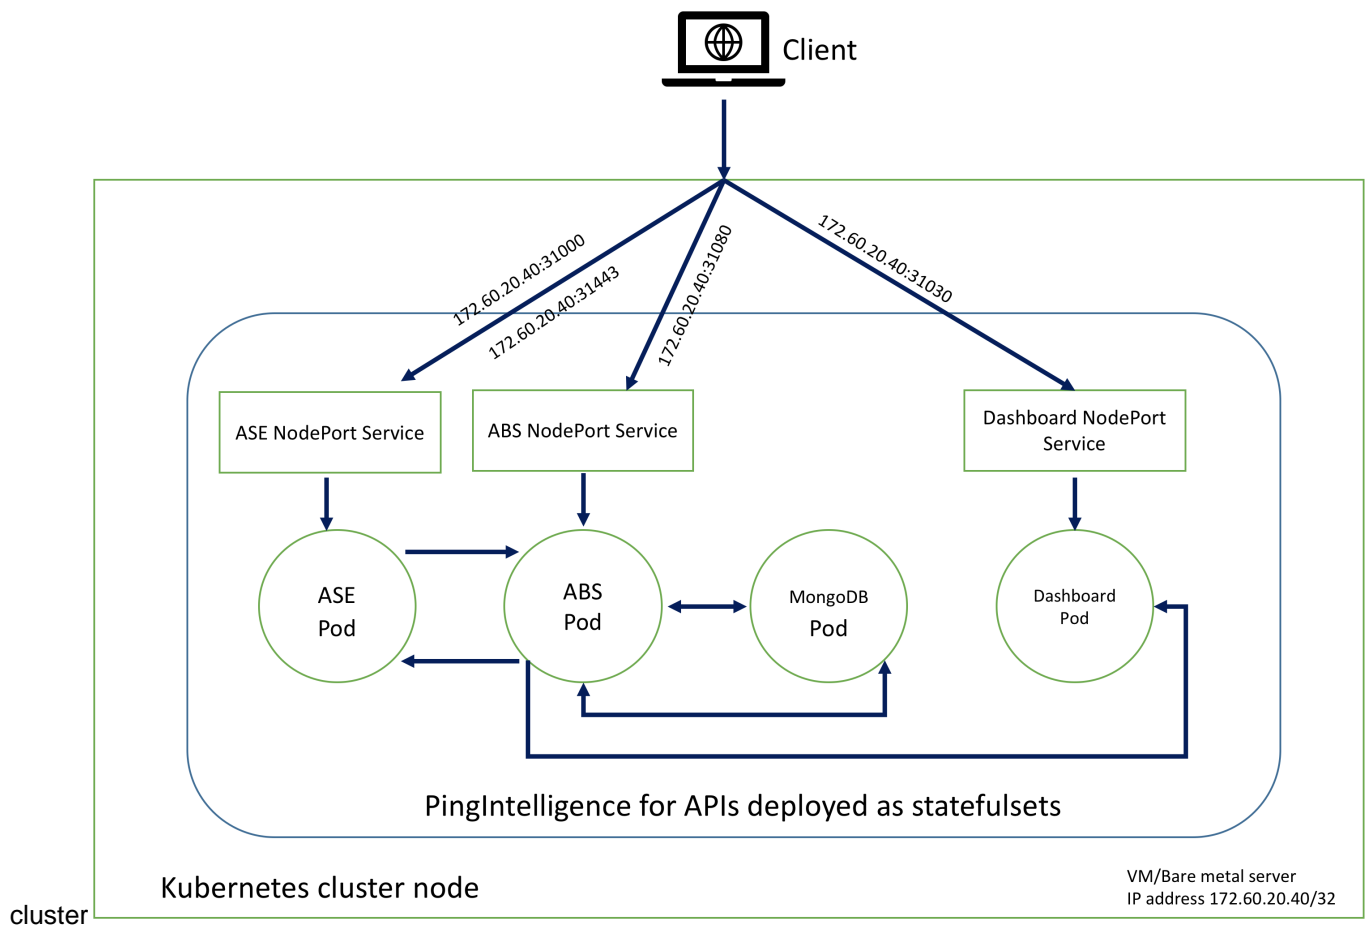 Client
172.60.20.40:31000
172.60.20.40:31443
172.60.20.40:31080
172.60.20.40:31030
ASE NodePort Service
ABS NodePort Service
Dashboard NodePort
Service
ASE
Pod
ABS
Pod
MongoDB
Pod
Dashboard
Pod
PingIntelligence for APIs deployed as statefulsets
Kubernetes cluster node
VM/Bare metal server
IP address 172.60.20.40/32
cluster